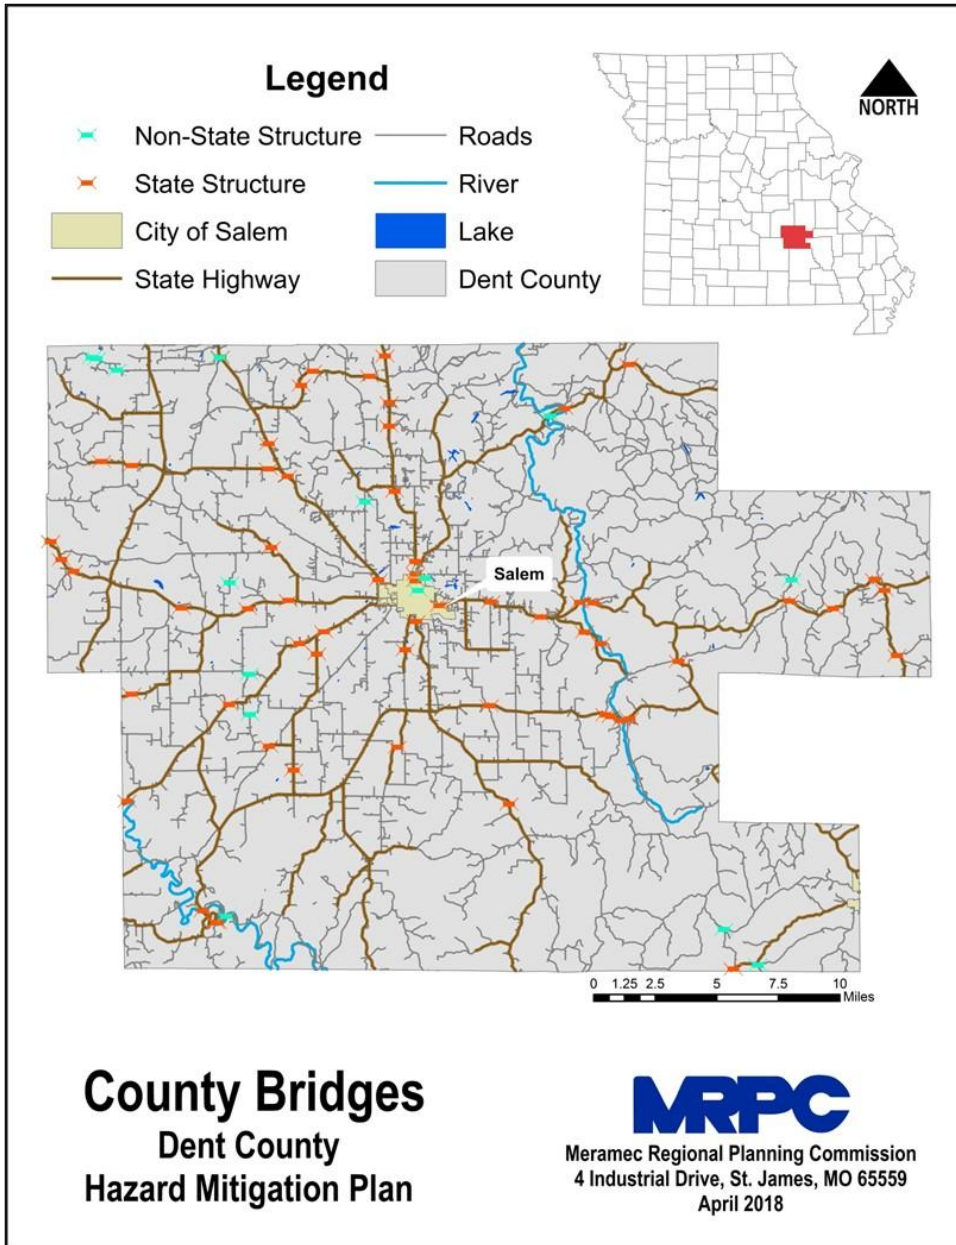 Legend
Non-State Structure
Roads
State Structure
River
City of Salem
Lake
State Highway
Dent County
NORTH
Salem
0 1.25 2.5 5 7.5 10
Miles
County Bridges
Dent County
Hazard Mitigation Plan
MRPC
Meramec Regional Planning Commission
4 Industrial Drive, St. James, MO 65559
April 2018